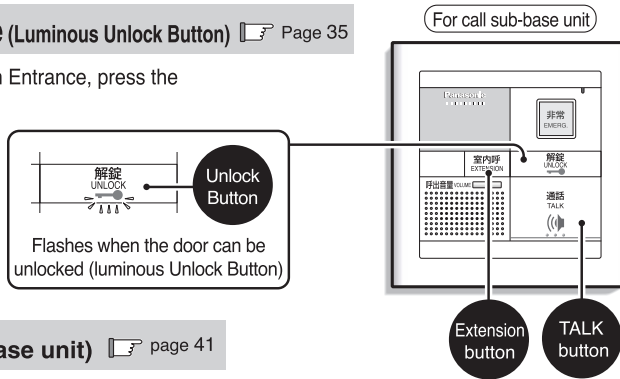 e (Luminous Unlock Button) Page 35
n Entrance, press the
解錠
UNLOCK
Unlock
Button
Flashes when the door can be
unlocked (luminous Unlock Button)
ase unit) page 41
For call sub-base unit
Panasonic
非常
EMERG.
室内呼
EXTENSION
解錠
UNLOCK
呼出音量 VOLUME
通話
TALK
Extension
button
TALK
button